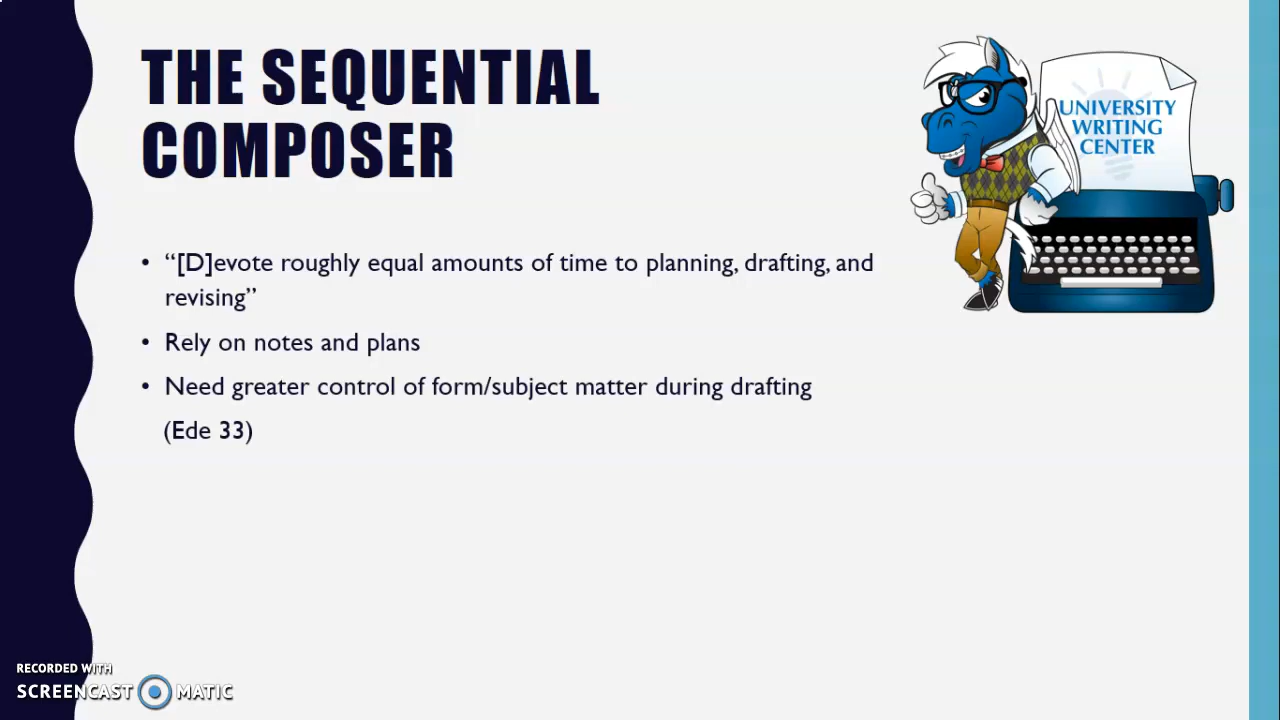 THE SEQUENTIAL
COMPOSER
UNIVERSITY
WRITING
CENTER
• “[D]evote roughly equal amounts of time to planning, drafting, and
revising”
• Rely on notes and plans
• Need greater control of form/subject matter during drafting
(Ede 33)
RECORDED WITH
SCREENCAST MATIC